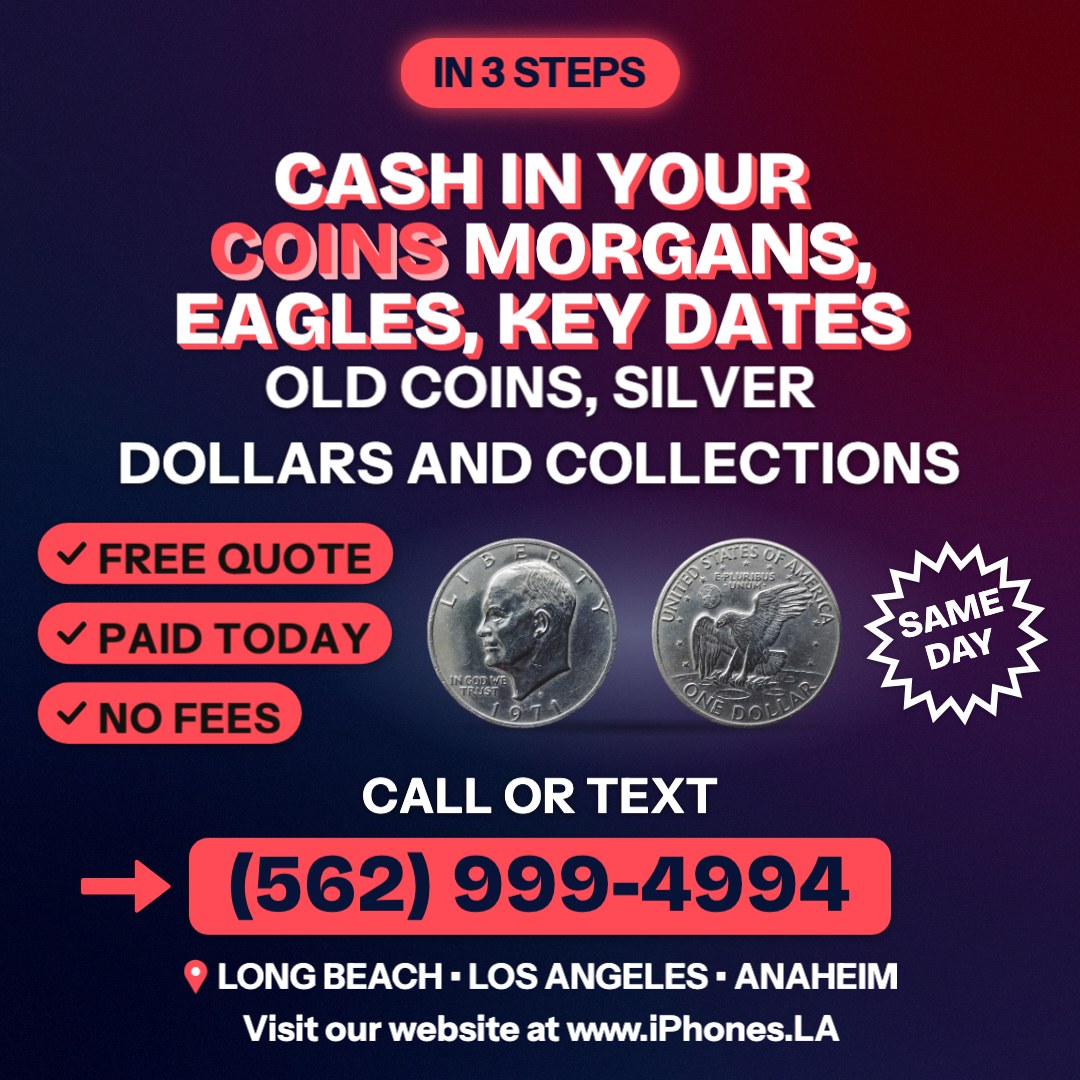 IN 3 STEPS
CASH IN YOUR
COINS MORGANS,
EAGLES, KEY DATES
OLD COINS, SILVER
DOLLARS AND COLLECTIONS
FREE QUOTE
PAID TODAY
NO FEES
LIBERTY
IN GOD WE
TRUST
1971
UNITED STATES OF AMERICA
E·PLURIBUS
UNUM
ONE DOLLAR
SAME
DAY
CALL OR TEXT
(562) 999-4994
LONG BEACH ▪ LOS ANGELES ▪ ANAHEIM
Visit our website at www.iPhones.LA